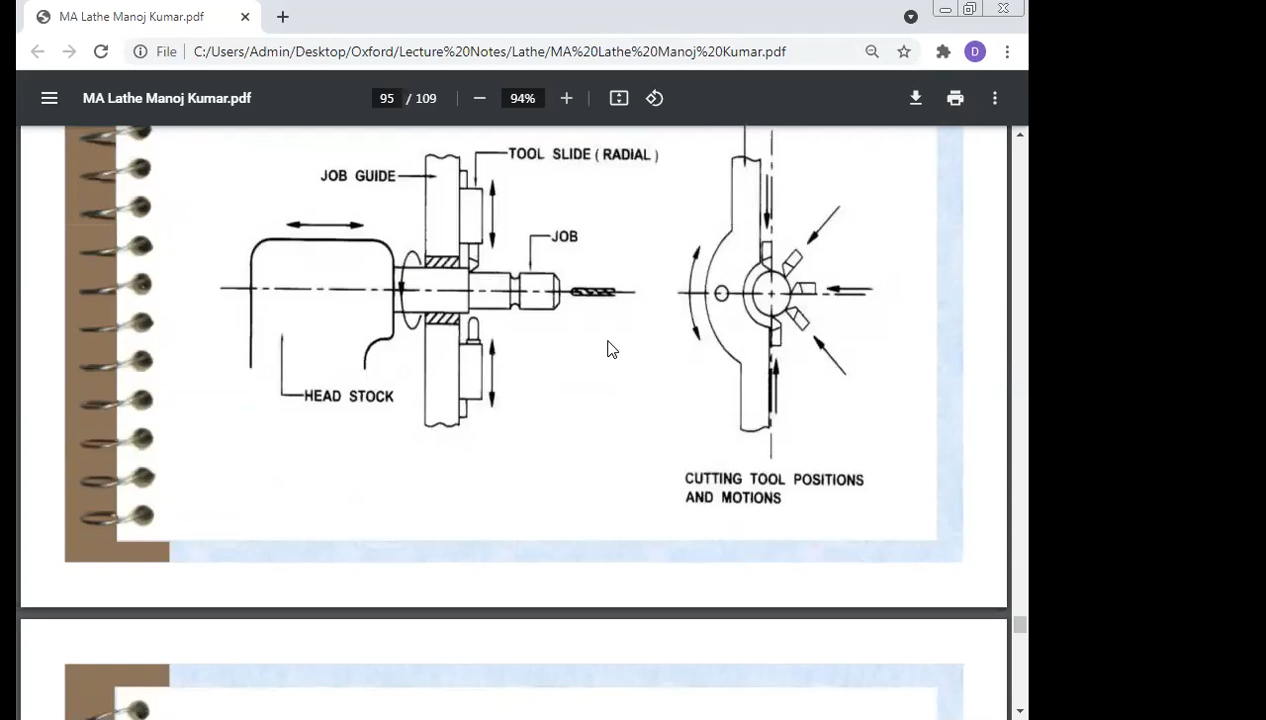 MA Lathe Manoj Kumar.pdf
File C:/Users/Admin/Desktop/Oxford/Lecture%20Notes/Lathe/MA%20Lathe%20Manoj%20Kumar.pdf
D
MA Lathe Manoj Kumar.pdf
95 / 109
94%
TOOL SLIDE ( RADIAL )
JOB GUIDE
JOB
HEAD STOCK
CUTTING TOOL POSITIONS
AND MOTIONS